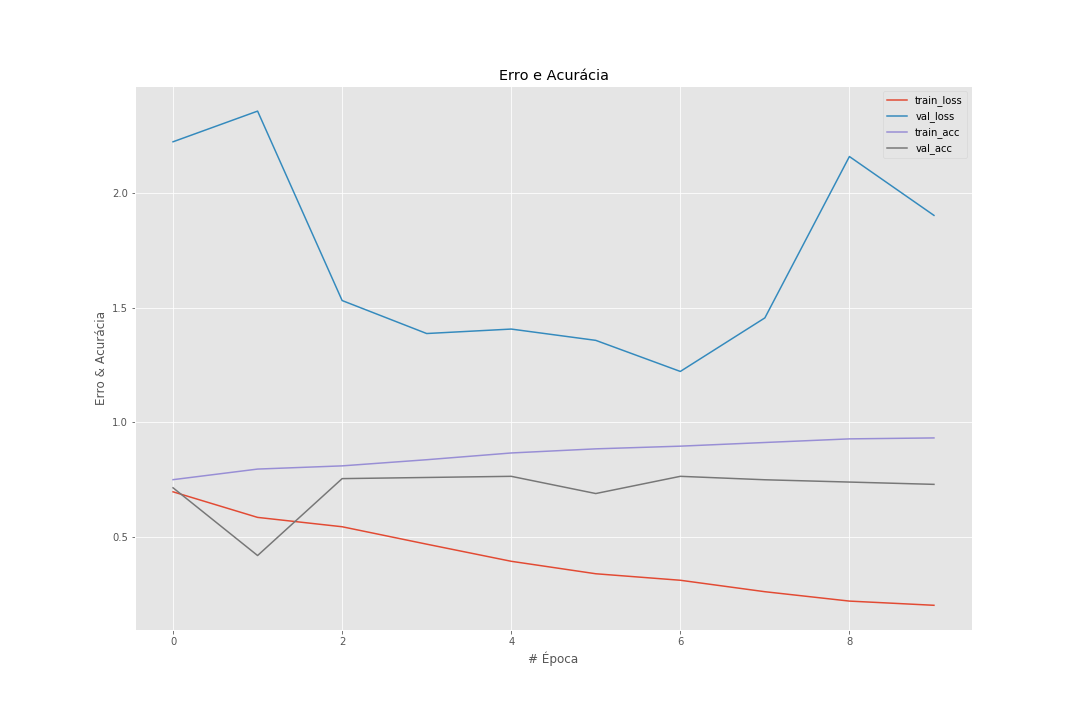 Erro e Acurácia
train_loss
val_loss
train_acc
val_acc
2.0
1.5
1.0
0.5
Erro & Acurácia
0 2 4 6 8
# Época